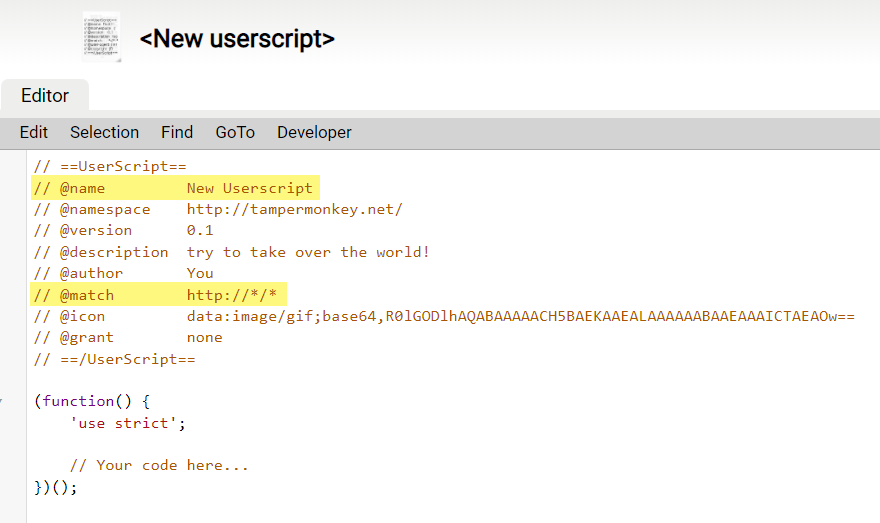 <New userscript>
Editor
Edit Selection Find GoTo Developer
// ==UserScript==
// @name         New Userscript
// @namespace    http://tampermonkey.net/
// @version      0.1
// @description  try to take over the world!
// @author       You
// @match        http://*/*
// @icon         data:image/gif;base64,R0lGODlhAQABAAAAACH5BAEKAAEALAAAAAABAAEAAAICTAEAOw==
// @grant        none
// ==/UserScript==
(function() {
    'use strict';
    // Your code here...
})();